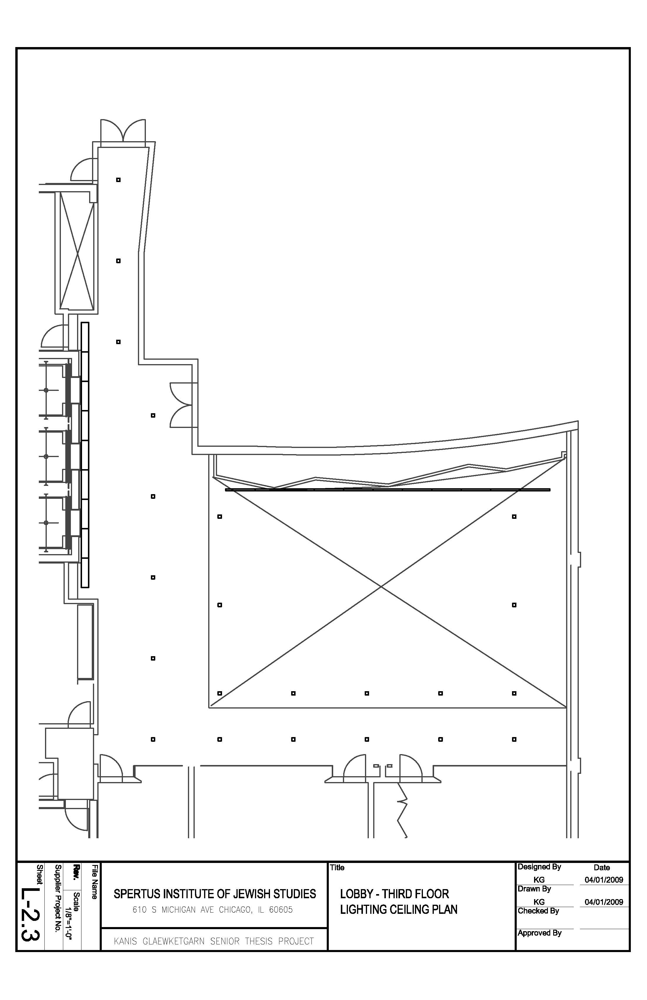 File Name
Rev.
Scale
1/8"=1'-0"
Supplier Project No.
Sheet
L-2.3
SPERTUS INSTITUTE OF JEWISH STUDIES
610 S MICHIGAN AVE CHICAGO, IL 60605
KANIS GLAEWKETGARN SENIOR THESIS PROJECT
Title
LOBBY - THIRD FLOOR
LIGHTING CEILING PLAN
Designed By Date
KG 04/01/2009
Drawn By
KG 04/01/2009
Checked By
Approved By